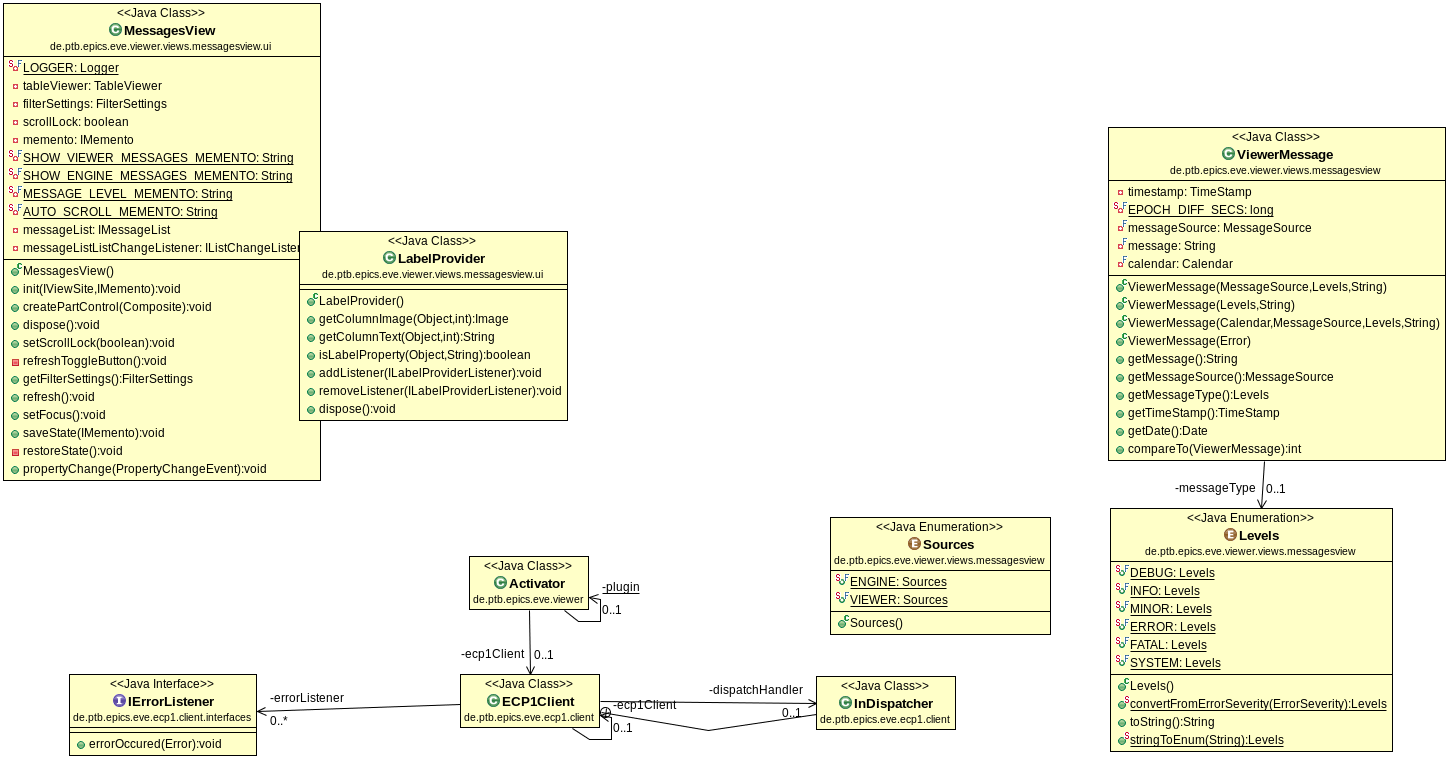 <<Java Class>>
MessagesView
de.ptb.epics.eve.viewer.views.messagesview.ui
LOGGER: Logger
tableViewer: TableViewer
filterSettings: FilterSettings
scrollLock: boolean
memento: IMemento
SHOW_VIEWER_MESSAGES_MEMENTO: String
SHOW_ENGINE_MESSAGES_MEMENTO: String
MESSAGE_LEVEL_MEMENTO: String
AUTO_SCROLL_MEMENTO: String
messageList: IMessageList
messageListListChangeListener: IListChangeListener
MessagesView()
init(IViewSite,IMemento):void
createPartControl(Composite):void
dispose():void
setScrollLock(boolean):void
refreshToggleButton():void
getFilterSettings():FilterSettings
refresh():void
setFocus():void
saveState(IMemento):void
restoreState():void
propertyChange(PropertyChangeEvent):void
<<Java Class>>
LabelProvider
de.ptb.epics.eve.viewer.views.messagesview.ui
LabelProvider()
getColumnImage(Object,int):Image
getColumnText(Object,int):String
isLabelProperty(Object,String):boolean
addListener(ILabelProviderListener):void
removeListener(ILabelProviderListener):void
dispose():void
<<Java Class>>
ViewerMessage
de.ptb.epics.eve.viewer.views.messagesview
timestamp: TimeStamp
EPOCH_DIFF_SECS: long
messageSource: MessageSource
message: String
calendar: Calendar
ViewerMessage(MessageSource,Levels,String)
ViewerMessage(Levels,String)
ViewerMessage(Calendar,MessageSource,Levels,String)
ViewerMessage(Error)
getMessage():String
getMessageSource():MessageSource
getMessageType():Levels
getTimeStamp():TimeStamp
getDate():Date
compareTo(ViewerMessage):int
-messageType
0..1
<<Java Enumeration>>
Levels
de.ptb.epics.eve.viewer.views.messagesview
DEBUG: Levels
INFO: Levels
MINOR: Levels
ERROR: Levels
FATAL: Levels
SYSTEM: Levels
Levels()
convertFromErrorSeverity(ErrorSeverity):Levels
toString():String
stringToEnum(String):Levels
<<Java Enumeration>>
Sources
de.ptb.epics.eve.viewer.views.messagesview
ENGINE: Sources
VIEWER: Sources
Sources()
<<Java Class>>
Activator
de.ptb.epics.eve.viewer
-plugin
0..1
-ecp1Client
0..1
<<Java Interface>>
IErrorListener
de.ptb.epics.eve.ecp1.client.interfaces
errorOccured(Error):void
-errorListener
0..*
<<Java Class>>
ECP1Client
de.ptb.epics.eve.ecp1.client
-ecp1Client
0..1
-dispatchHandler
0..1
<<Java Class>>
InDispatcher
de.ptb.epics.eve.ecp1.client